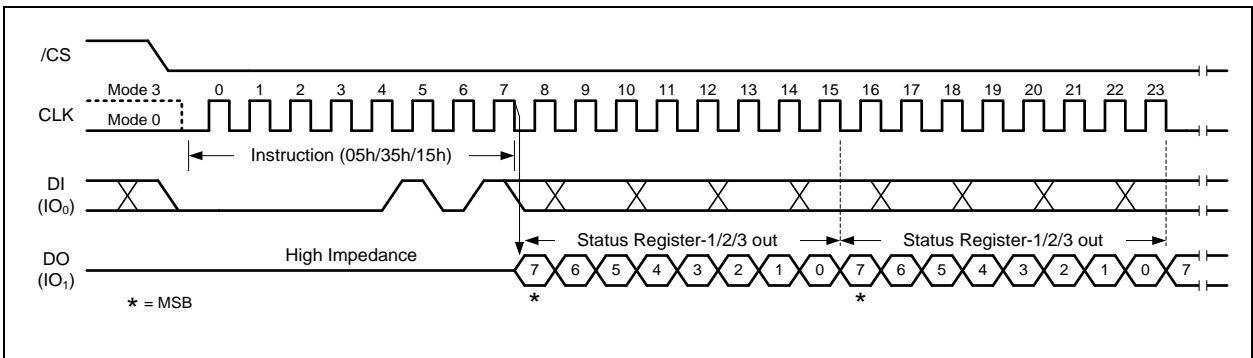 /CS
Mode 3
0 1 2 3 4 5 6 7 8 9 10 11 12 13 14 15 16 17 18 19 20 21 22 23
CLK
Mode 0
Instruction (05h/35h/15h)
DI
(IO₀)
Status Register-1/2/3 out Status Register-1/2/3 out
High Impedance
DO
(IO₁)
7 6 5 4 3 2 1 0 7 6 5 4 3 2 1 0 7
* *
* = MSB